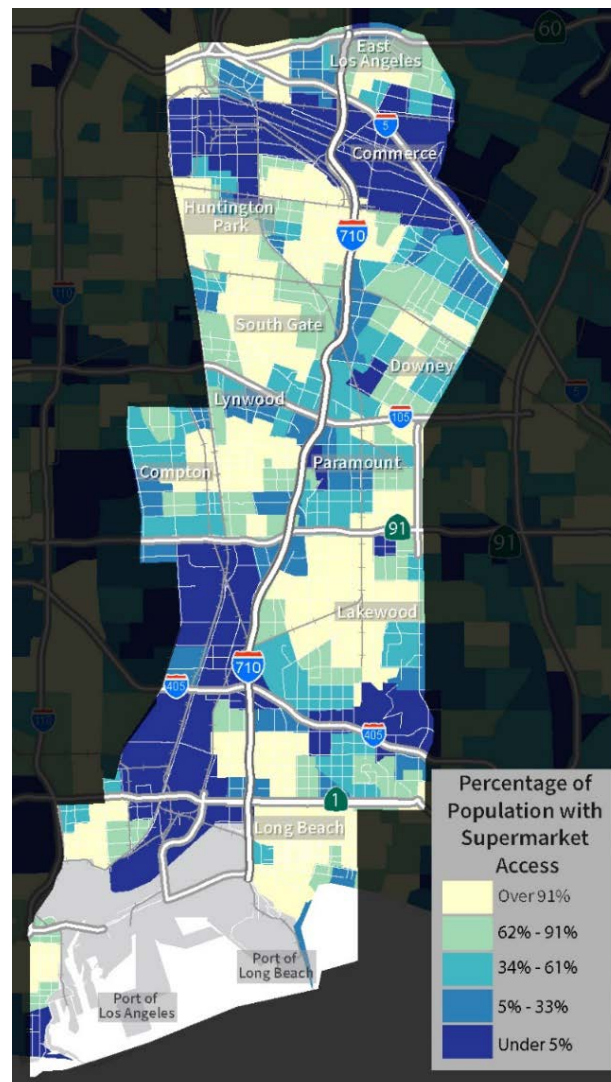 60
East
Los Angeles
5
Commerce
Huntington
Park
710
110
South Gate
Downey
5
Lynwood
105
Compton
Paramount
91
91
Lakewood
710
405
110
405
1
Long Beach
Percentage of
Population with
Supermarket
Access
Over 91%
62% - 91%
34% - 61%
5% - 33%
Under 5%
Port of
Long Beach
Port of
Los Angeles